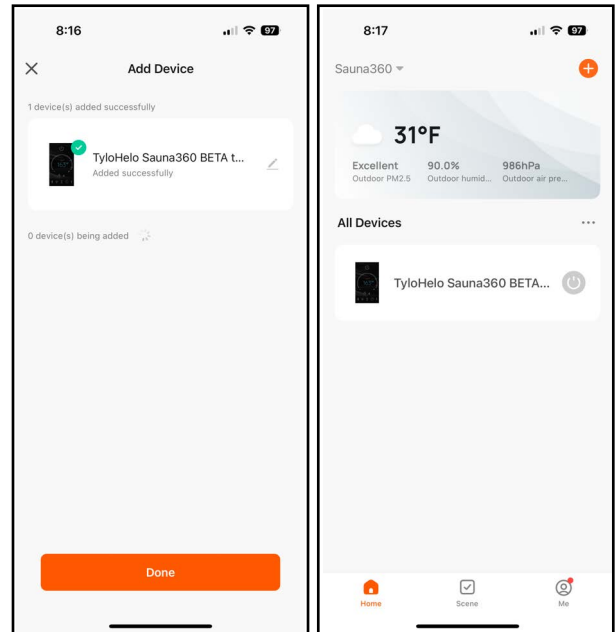 8:16
97
Add Device
1 device(s) added successfully
TyloHelo Sauna360 BETA t...
Added successfully
0 device(s) being added
Done
8:17
97
Sauna360
31°F
Excellent
90.0%
986hPa
Outdoor PM2.5
Outdoor humid...
Outdoor air pre...
All Devices
TyloHelo Sauna360 BETA...
Home
Scene
Me